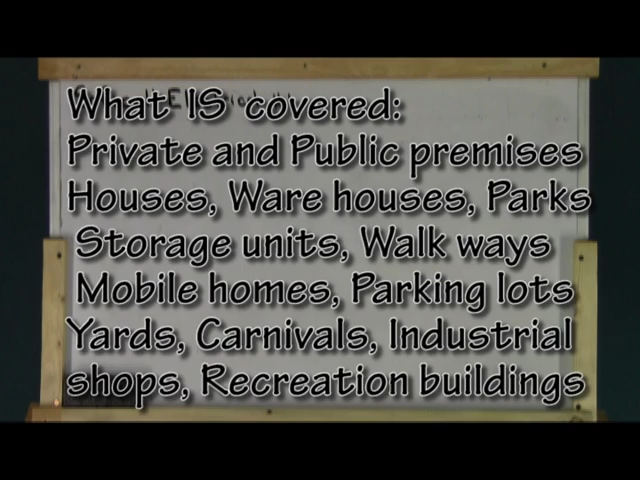 What IS covered:
Private and Public premises
Houses, Ware houses, Parks
Storage units, Walk ways
Mobile homes, Parking lots
Yards, Carnivals, Industrial
shops, Recreation buildings